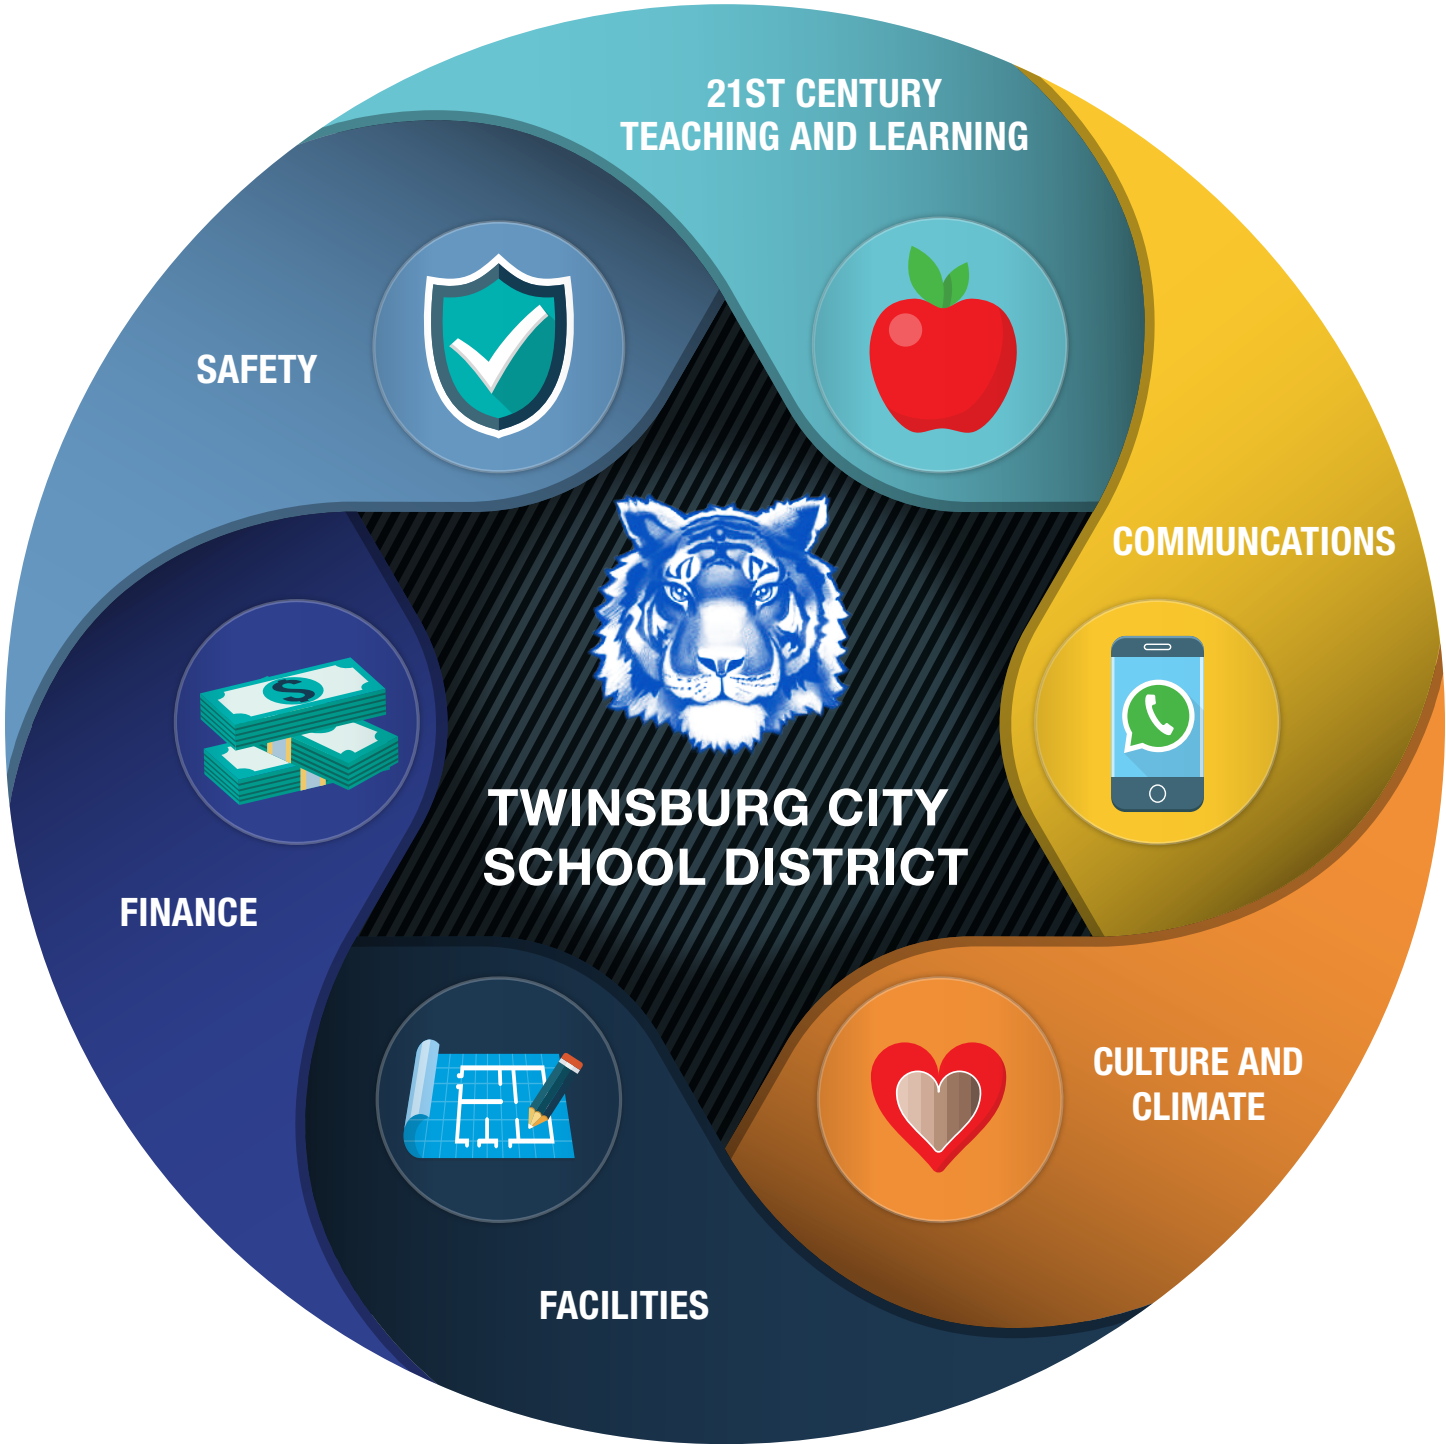 21ST CENTURY
TEACHING AND LEARNING
SAFETY
COMMUNCATIONS
TWINSBURG CITY
SCHOOL DISTRICT
FINANCE
CULTURE AND
CLIMATE
FACILITIES